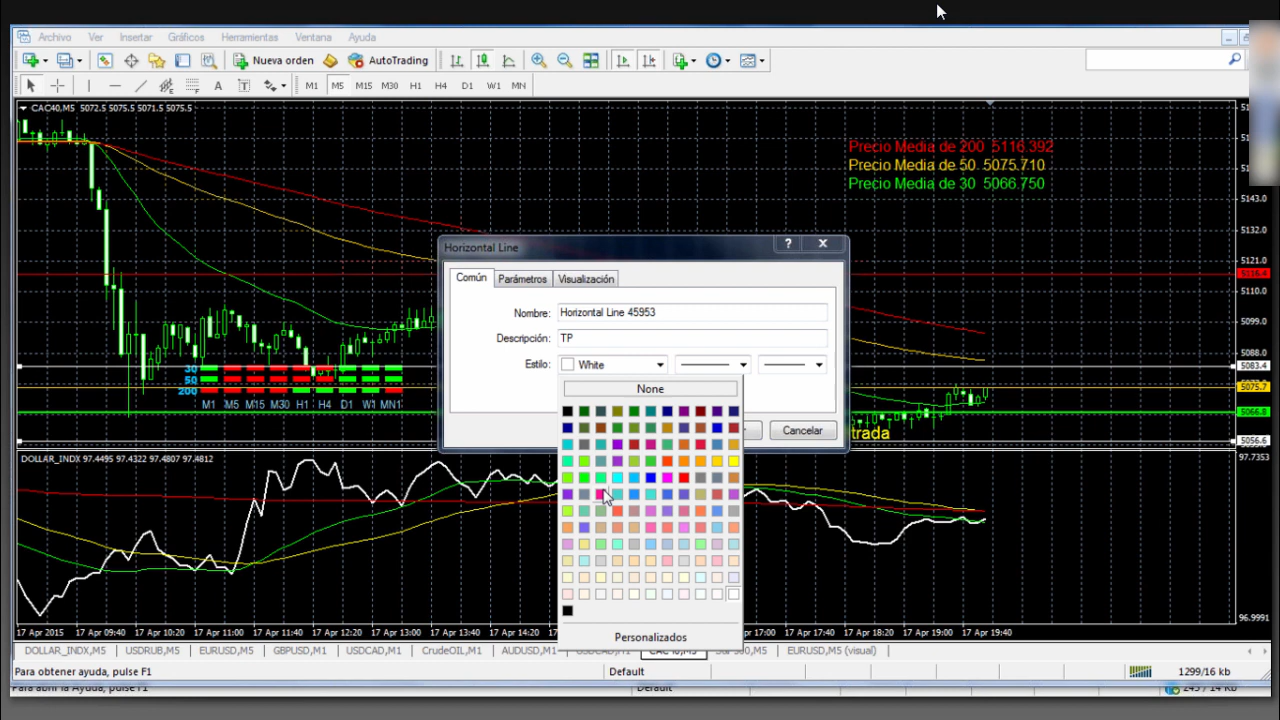 Archivo Ver Insertar Gráficos Herramientas Ventana Ayuda
Nueva orden AutoTrading
A T M1 M5 M15 M30 H1 H4 D1 W1 MN
CAC40,M5 5072.5 5075.5 5071.5 5075.5
Precio Media de 200 5116.392
Precio Media de 50 5075.710
Precio Media de 30 5066.750
5143.0
5132.0
5121.0
5116.4
5110.0
5099.0
5088.0
5083.4
5075.7
5066.8
5056.6
Horizontal Line
Común Parámetros Visualización
Nombre: Horizontal Line 45953
Descripción: TP
Estilo: White
None
Cancelar
Personalizados
30
50
200
M1 M5 M15 M30 H1 H4 D1 W1 MN1
trada
DOLLAR_INDX 97.4495 97.4322 97.4807 97.4812
97.7353
96.9991
17 Apr 2015 17 Apr 09:40 17 Apr 10:20 17 Apr 11:00 17 Apr 11:40 17 Apr 12:20 17 Apr 13:00 17 Apr 13:40 17 Apr 14:20 17:00 17 Apr 17:40 17 Apr 18:20 17 Apr 19:00 17 Apr 19:40
DOLLAR_INDX,M5 USDRUB,M5 EURUSD,M5 GBPUSD,M1 USDCAD,M1 CrudeOIL,M1 AUDUSD,M1 EURUSD,M5 (visual)
Para obtener ayuda, pulse F1 Default 1299/16 kb
Para abrir la Ayuda, pulse F1 Default 245 / 14 Kb